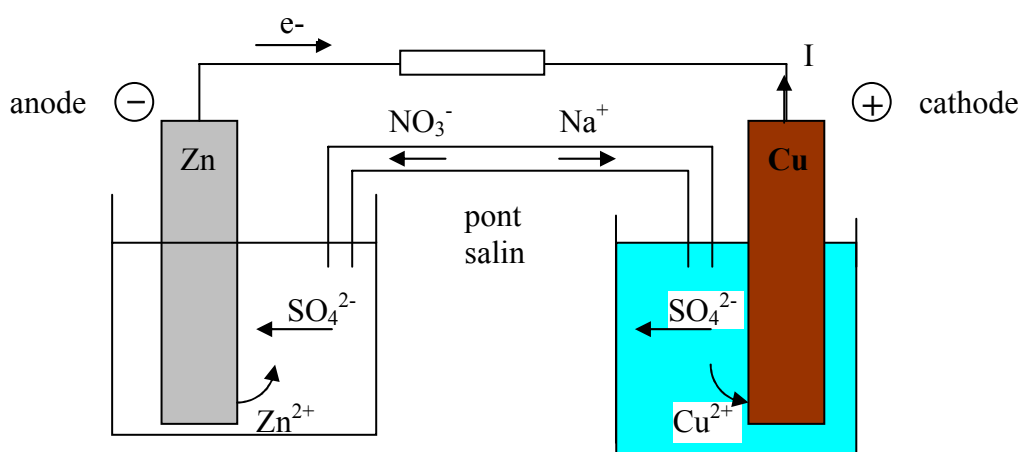 e-
I
anode
-
+
cathode
NO₃⁻
Na⁺
Zn
Cu
pont
salin
SO₄²⁻
SO₄²⁻
Zn²⁺
Cu²⁺